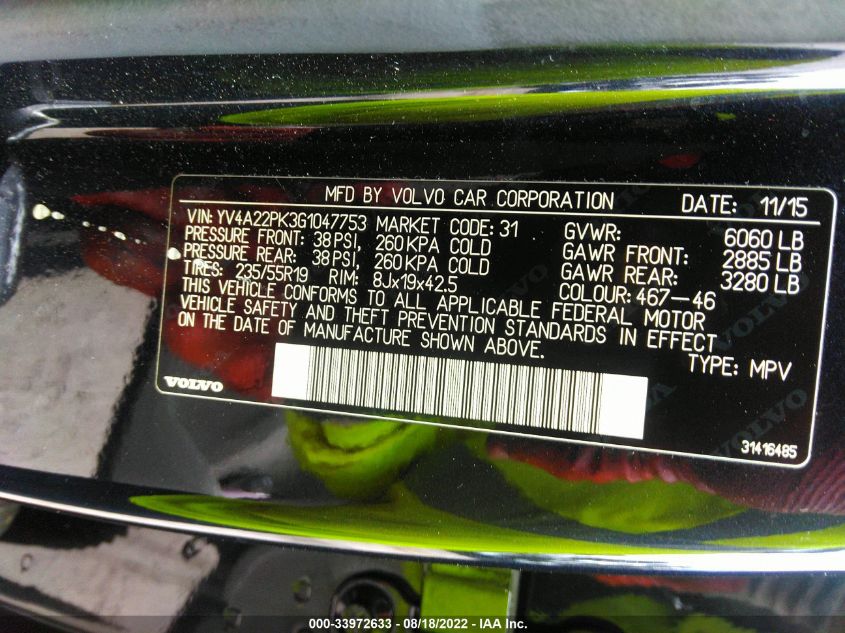 MFD BY VOLVO CAR CORPORATION DATE: 11/15
VIN: YV4A22PK3G1047753 MARKET CODE: 31 GVWR: 6060 LB
PRESSURE FRONT: 38 PSI, 260 KPA COLD GAWR FRONT: 2885 LB
PRESSURE REAR: 38 PSI, 260 KPA COLD GAWR REAR: 3280 LB
TIRES: 235/55R19 RIM: 8Jx19x42.5 COLOUR: 467-46
THIS VEHICLE CONFORMS TO ALL APPLICABLE FEDERAL MOTOR
VEHICLE SAFETY AND THEFT PREVENTION STANDARDS IN EFFECT
ON THE DATE OF MANUFACTURE SHOWN ABOVE. TYPE: MPV
VOLVO
31416485
000-33972633 - 08/18/2022 - IAA Inc.